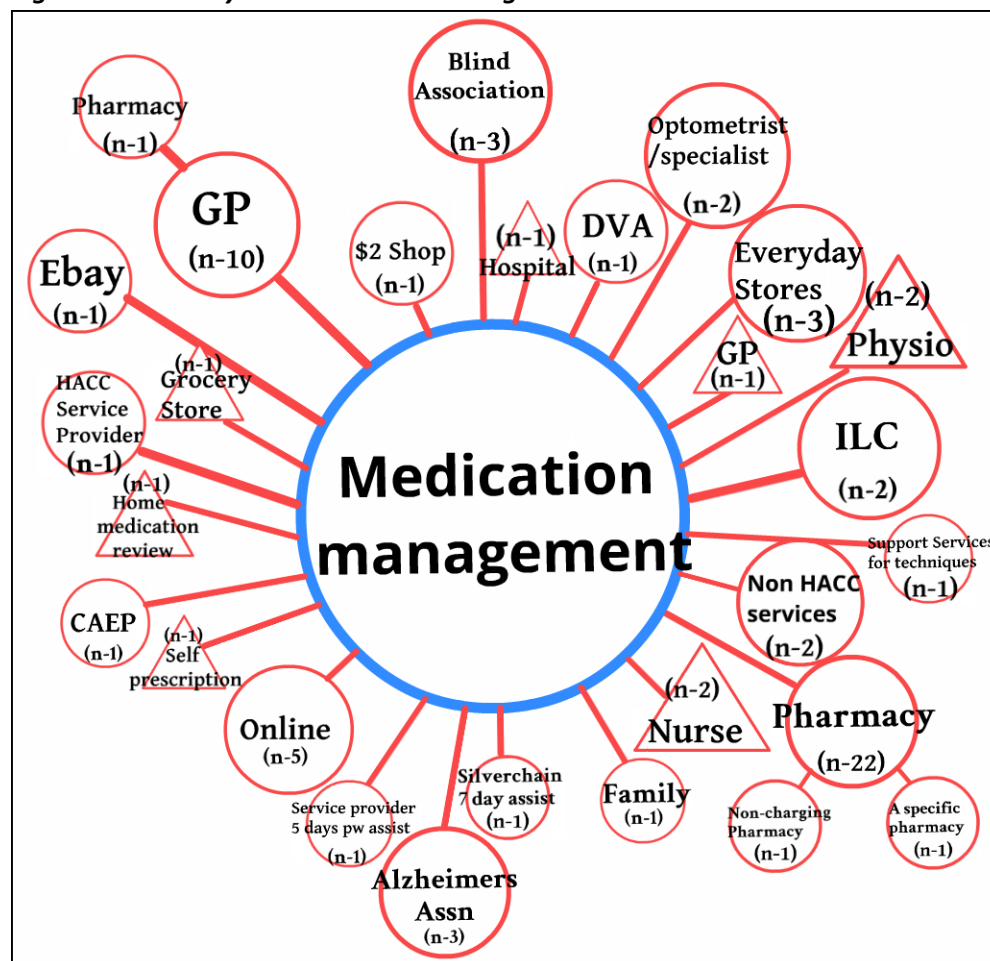 Blind
Association
(n-3)
Pharmacy
(n-1)
Optometrist
/specialist
(n-2)
GP
(n-10)
$2 Shop
(n-1)
(n-1)
Hospital
DVA
(n-1)
Everyday
Stores
(n-3)
Ebay
(n-1)
(n-2)
Physio
GP
(n-1)
(n-1)
Grocery
Store
HACC
Service
Provider
(n-1)
ILC
(n-2)
Medication
management
(n-1)
Home
medication
review
Support Services
for techniques
(n-1)
Non HACC
services
(n-2)
CAEP
(n-1)
(n-1)
Self
prescription
(n-2)
Nurse
Pharmacy
(n-22)
Online
(n-5)
Silverchain
7 day assist
(n-1)
Family
(n-1)
Service provider
5 days pw assist
(n-1)
Non-charging
Pharmacy
(n-1)
A specific
pharmacy
(n-1)
Alzheimers
Assn
(n-3)